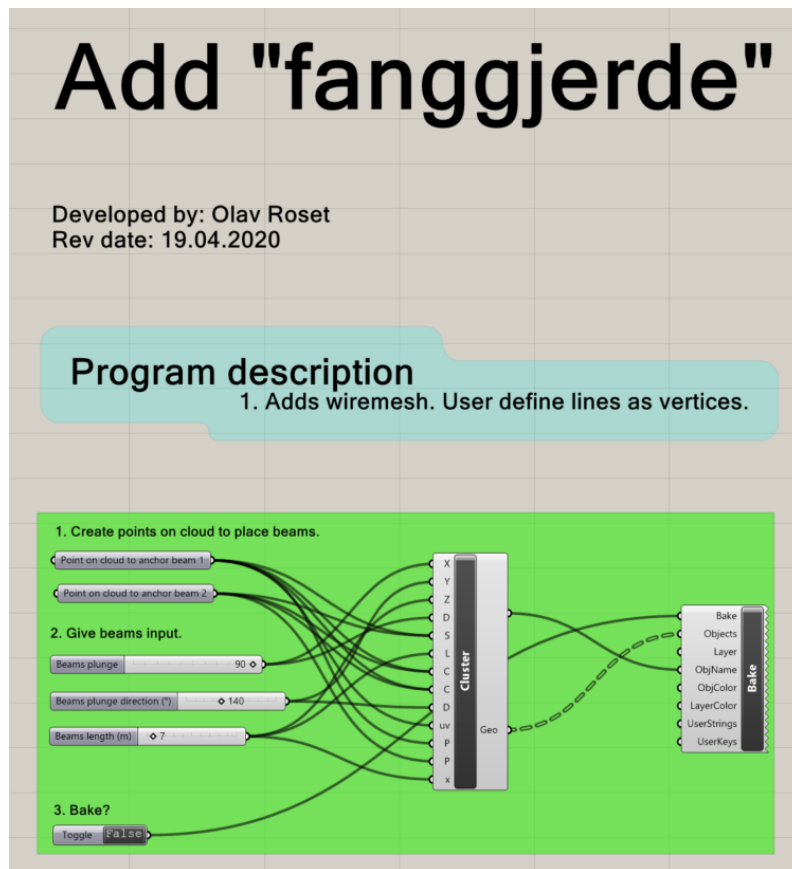 Add "fanggjerde"
Developed by: Olav Roset
Rev date: 19.04.2020
Program description
1. Adds wiremesh. User define lines as vertices.
1. Create points on cloud to place beams.
Point on cloud to anchor beam 1
Point on cloud to anchor beam 2
2. Give beams input.
Beams plunge 90
Beams plunge direction (°) 140
Beams length (m) 7
3. Bake?
Toggle False
X
Y
Z
D
S
L
C
C
D
uv
P
P
x
Cluster
Geo
Bake
Objects
Layer
ObjName
ObjColor
LayerColor
UserStrings
UserKeys
Bake